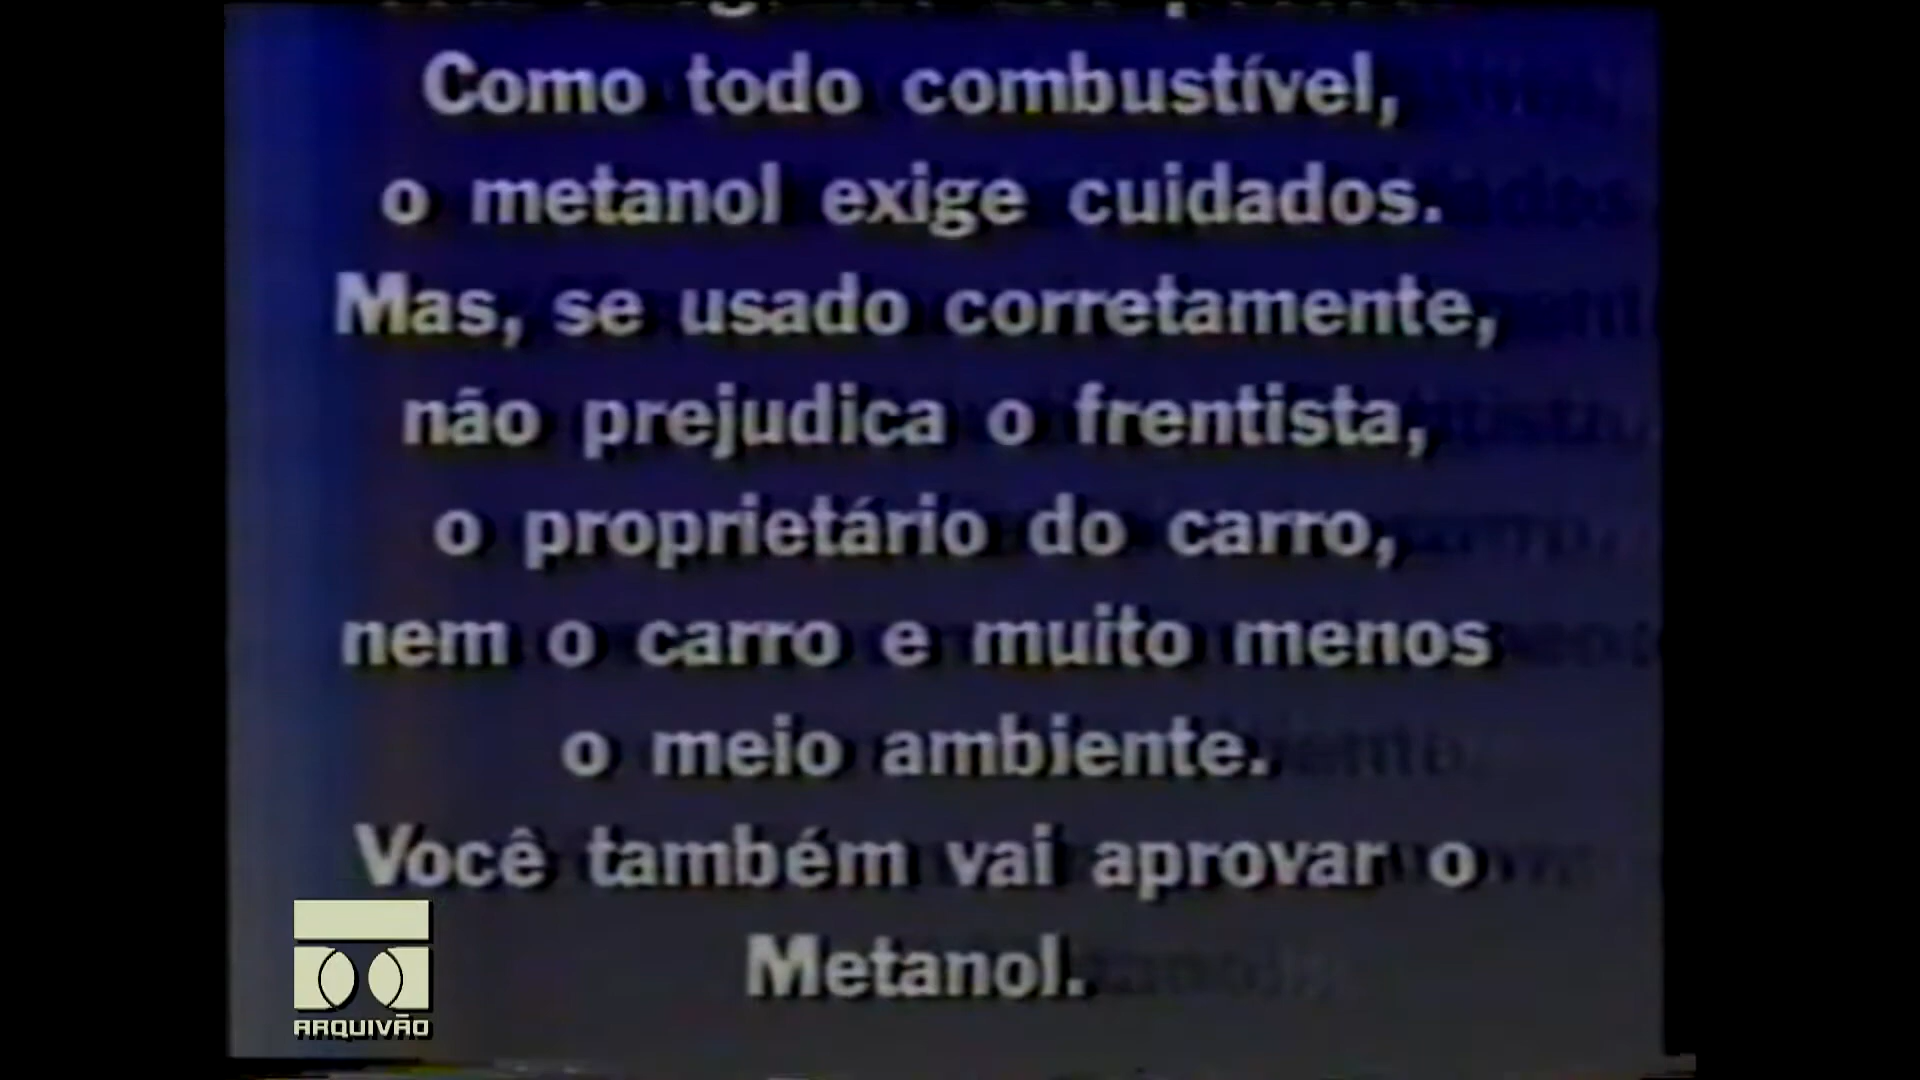 Como todo combustível,
o metanol exige cuidados.
Mas, se usado corretamente,
não prejudica o frentista,
o proprietário do carro,
nem o carro e muito menos
o meio ambiente.
Você também vai aprovar o
Metanol.
ARQUIVÃO